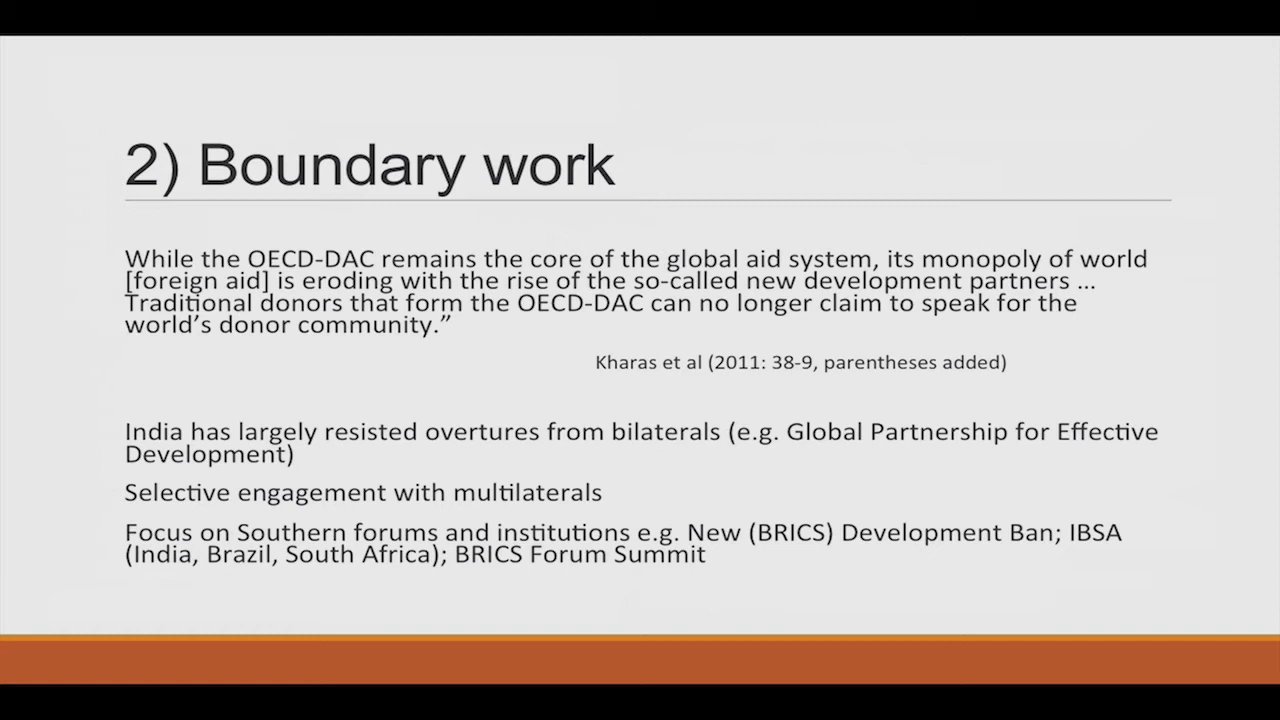 2) Boundary work
While the OECD-DAC remains the core of the global aid system, its monopoly of world
[foreign aid] is eroding with the rise of the so-called new development partners ...
Traditional donors that form the OECD-DAC can no longer claim to speak for the
world’s donor community.”
Kharas et al (2011: 38-9, parentheses added)
India has largely resisted overtures from bilaterals (e.g. Global Partnership for Effective
Development)
Selective engagement with multilaterals
Focus on Southern forums and institutions e.g. New (BRICS) Development Ban; IBSA
(India, Brazil, South Africa); BRICS Forum Summit